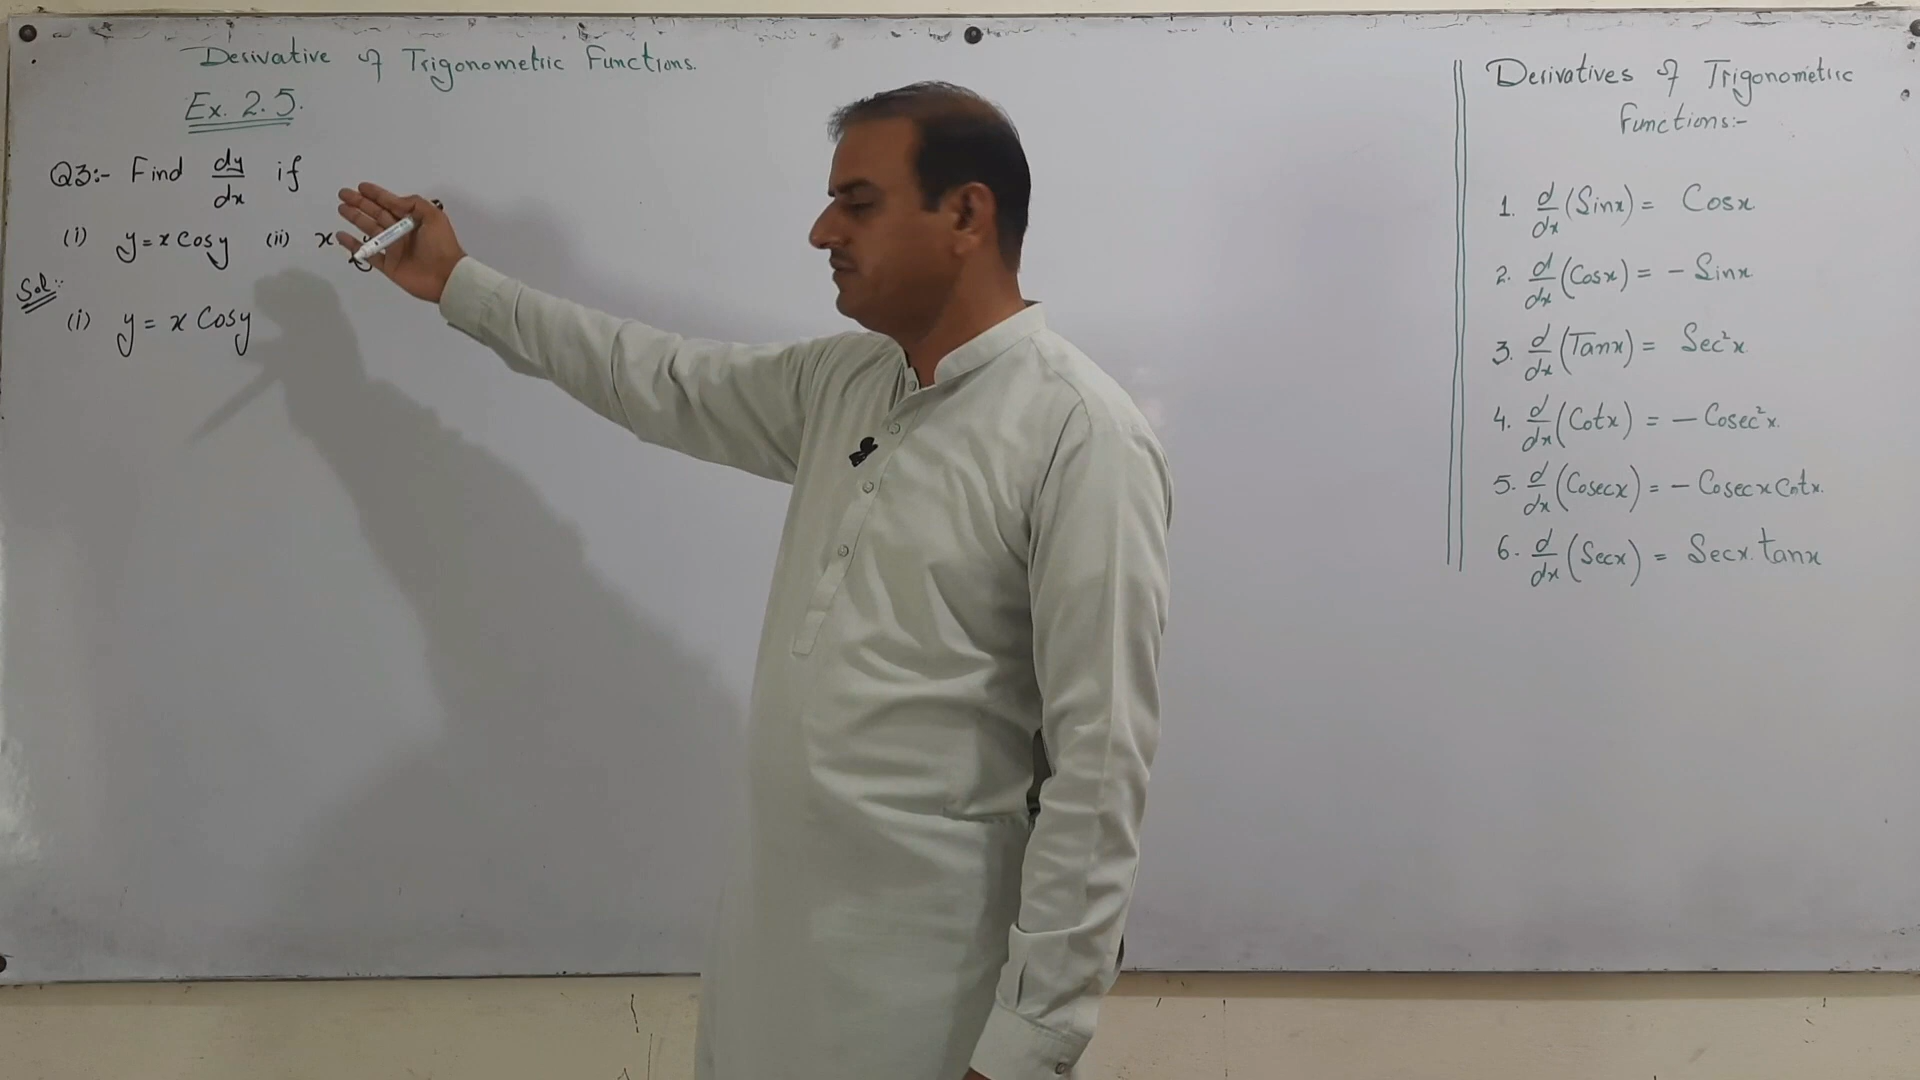 Derivative of Trigonometric Functions.
Ex. 2.5.
Q3:- Find dy/dx if
(i) y = x Cosy (ii) x
Sol:-
(i) y = x Cosy
Derivatives of Trigonometric
Functions:-
1. d/dx (Sinx) = Cosx
2. d/dx (Cosx) = - Sinx
3. d/dx (Tanx) = Sec²x
4. d/dx (Cotx) = - Cosec²x.
5. d/dx (Cosecx) = - Cosecx Cotx.
6. d/dx (Secx) = Secx. tanx